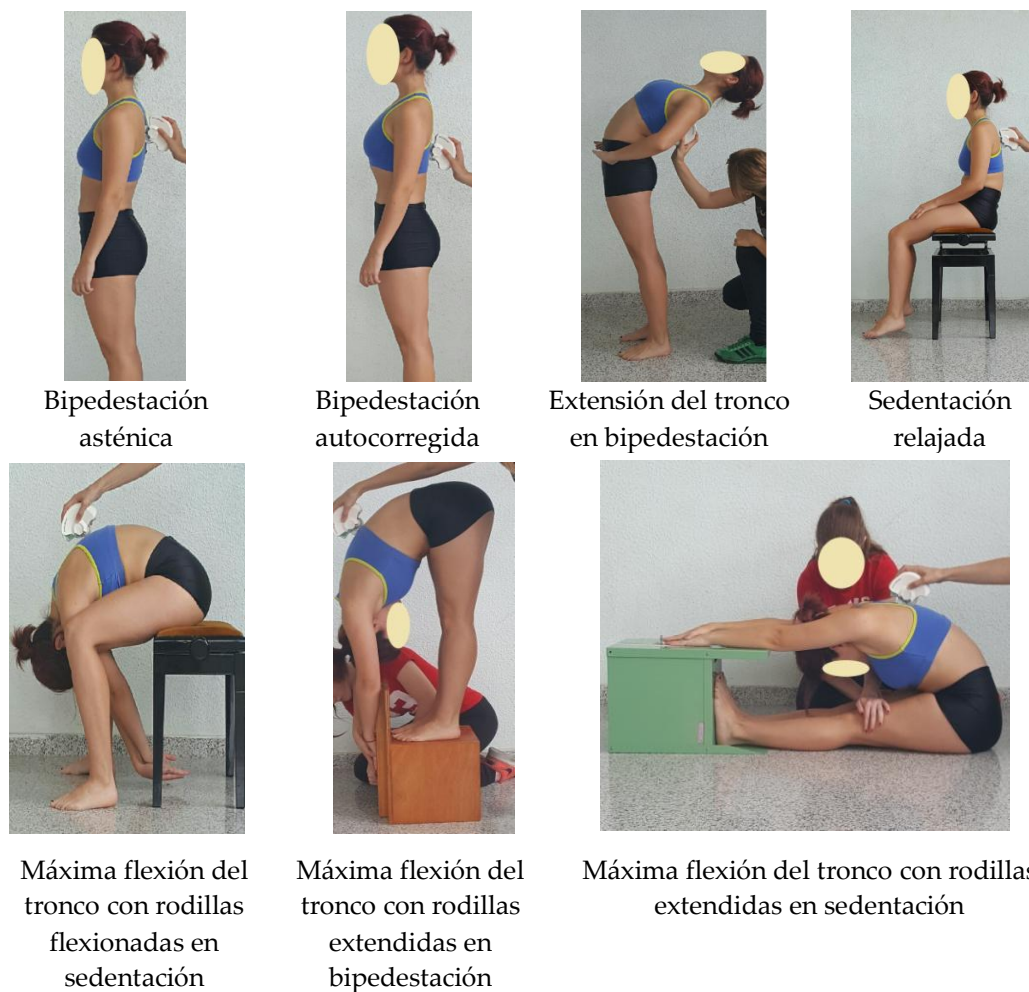 Bipedestación
asténica
Bipedestación
autocorregida
Extensión del tronco
en bipedestación
Sedentación
relajada
Máxima flexión del
tronco con rodillas
flexionadas en
sedentación
Máxima flexión del
tronco con rodillas
extendidas en
bipedestación
Máxima flexión del tronco con rodillas
extendidas en sedentación